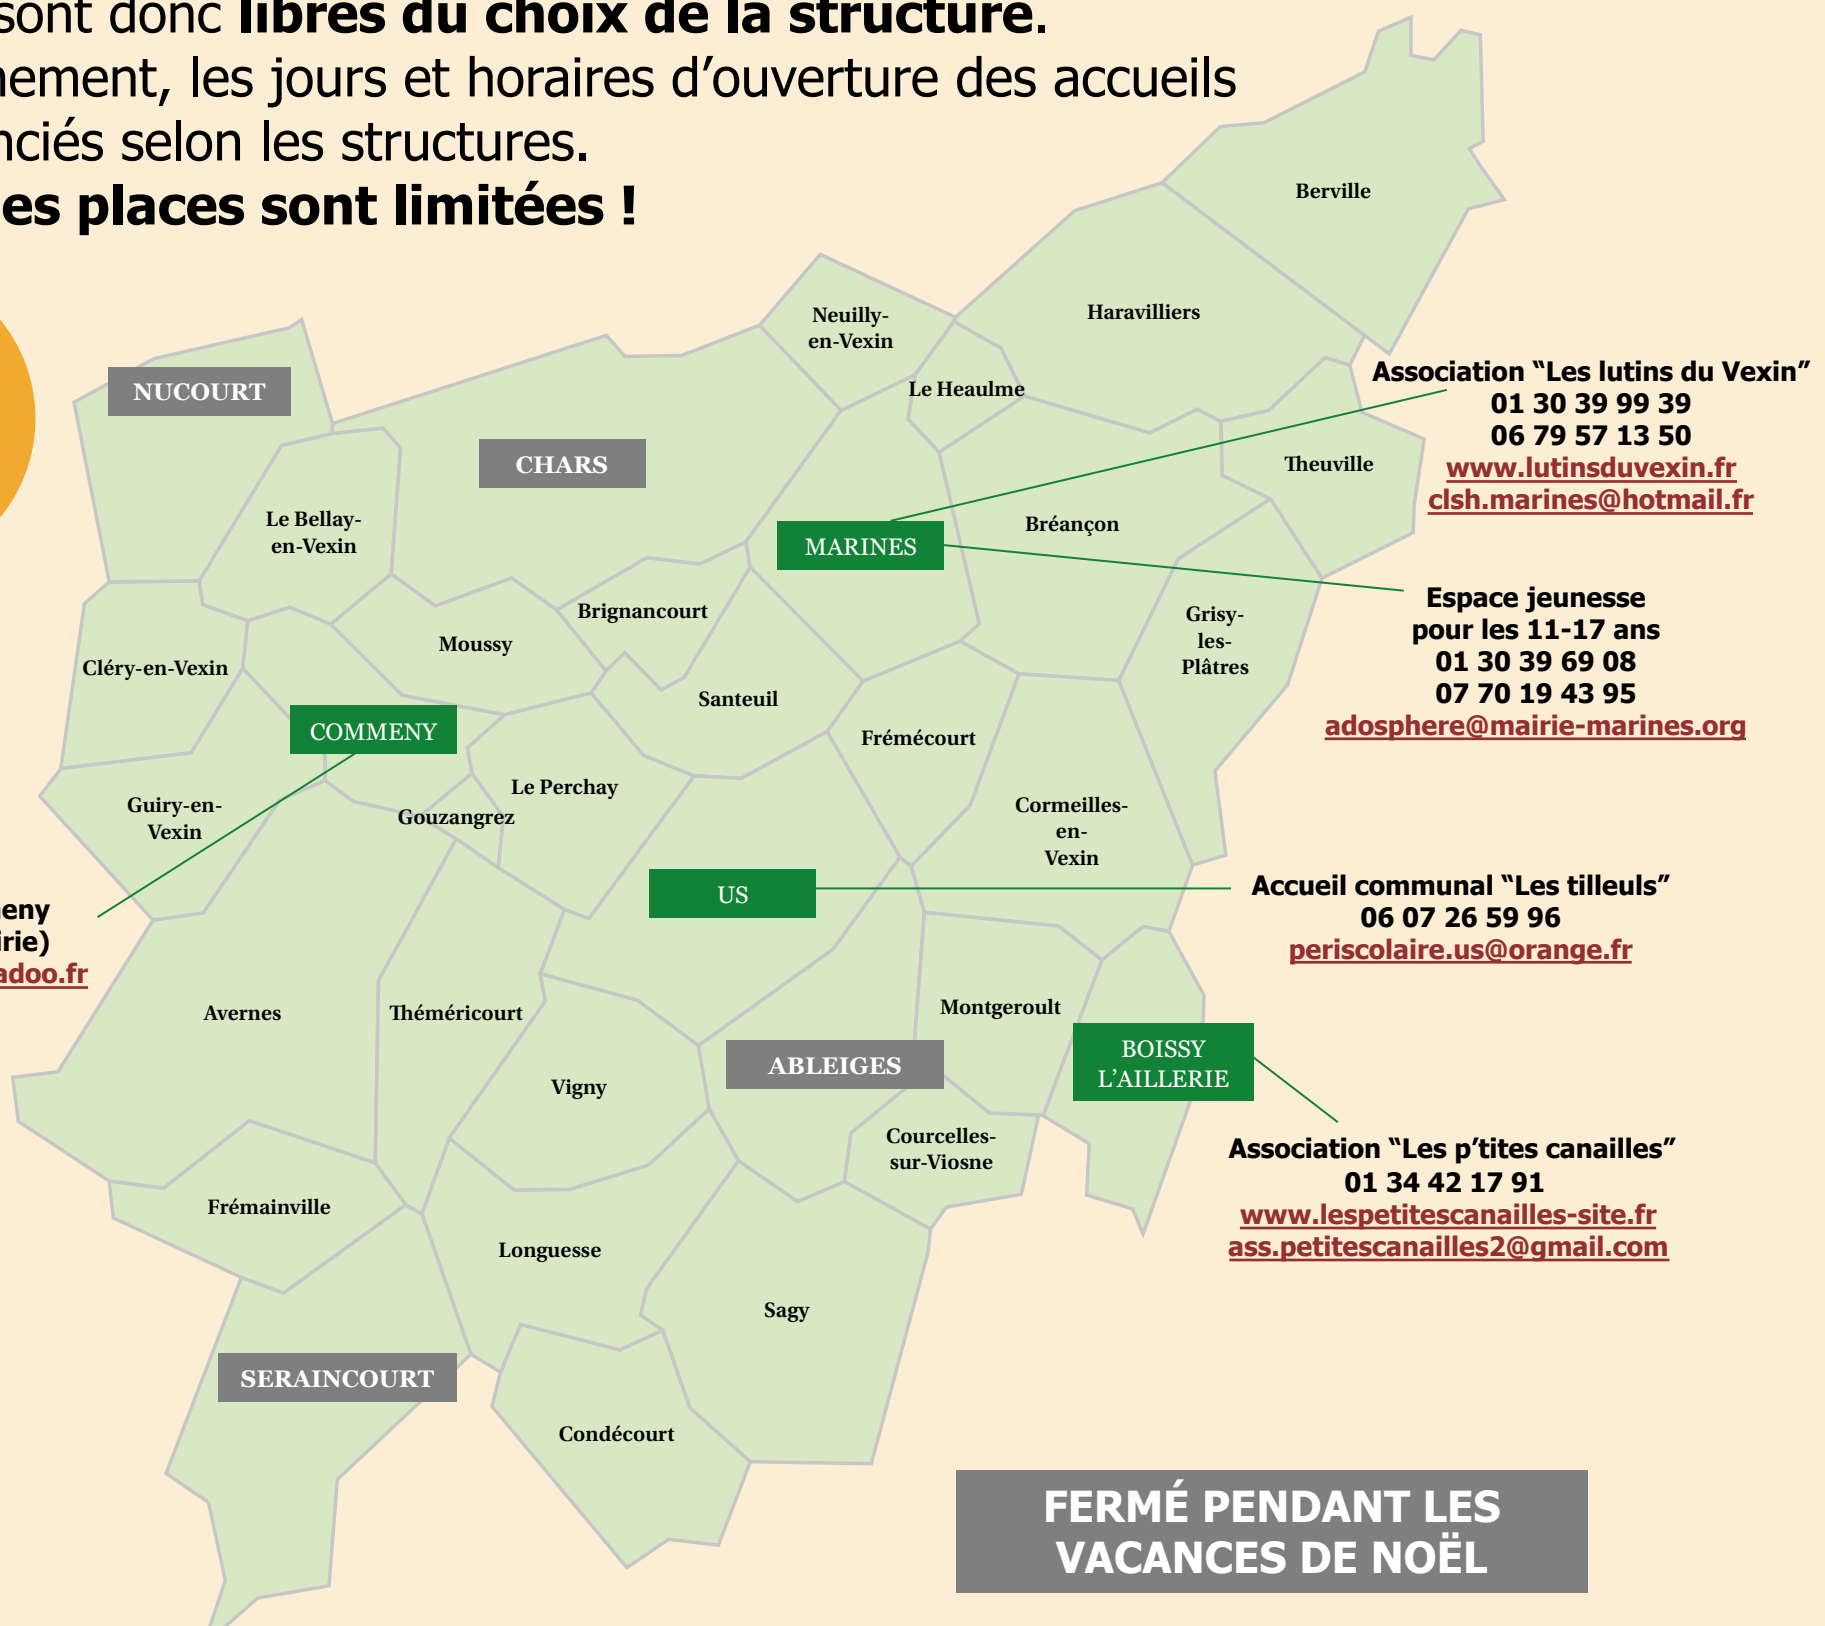 sont donc libres du choix de la structure.
nement, les jours et horaires d’ouverture des accueils
nciés selon les structures.
es places sont limitées !
Berville
Neuilly-
en-Vexin
Haravilliers
NUCOURT
Le Heaulme
Association “Les lutins du Vexin”
01 30 39 99 39
06 79 57 13 50
www.lutinsduvexin.fr
clsh.marines@hotmail.fr
CHARS
Theuville
Le Bellay-
en-Vexin
MARINES
Bréançon
Brignancourt
Moussy
Grisy-
les-
Plâtres
Espace jeunesse
pour les 11-17 ans
01 30 39 69 08
07 70 19 43 95
adosphere@mairie-marines.org
Cléry-en-Vexin
Santeuil
COMMENY
Frémécourt
Le Perchay
Guiry-en-
Vexin
Gouzangrez
Cormeilles-
en-
Vexin
US
Accueil communal “Les tilleuls”
06 07 26 59 96
periscolaire.us@orange.fr
eny
irie)
adoo.fr
Avernes
Théméricourt
Montgeroult
ABLEIGES
BOISSY
L’AILLERIE
Vigny
Courcelles-
sur-Viosne
Association “Les p’tites canailles”
01 34 42 17 91
www.lespetitescanailles-site.fr
ass.petitescanailles2@gmail.com
Frémainville
Longuesse
Sagy
SERAINCOURT
Condécourt
FERMÉ PENDANT LES
VACANCES DE NOËL